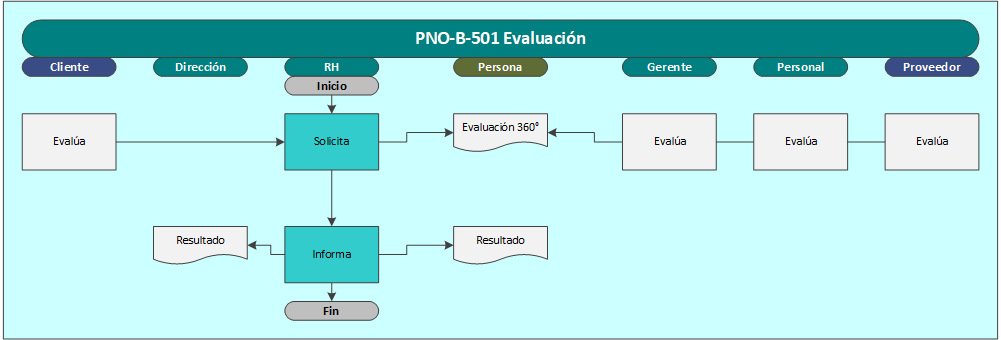 PNO-B-501 Evaluación
Cliente
Dirección
RH
Persona
Gerente
Personal
Proveedor
Inicio
Evalúa
Solicita
Evaluación 360°
Evalúa
Evalúa
Evalúa
Resultado
Informa
Resultado
Fin